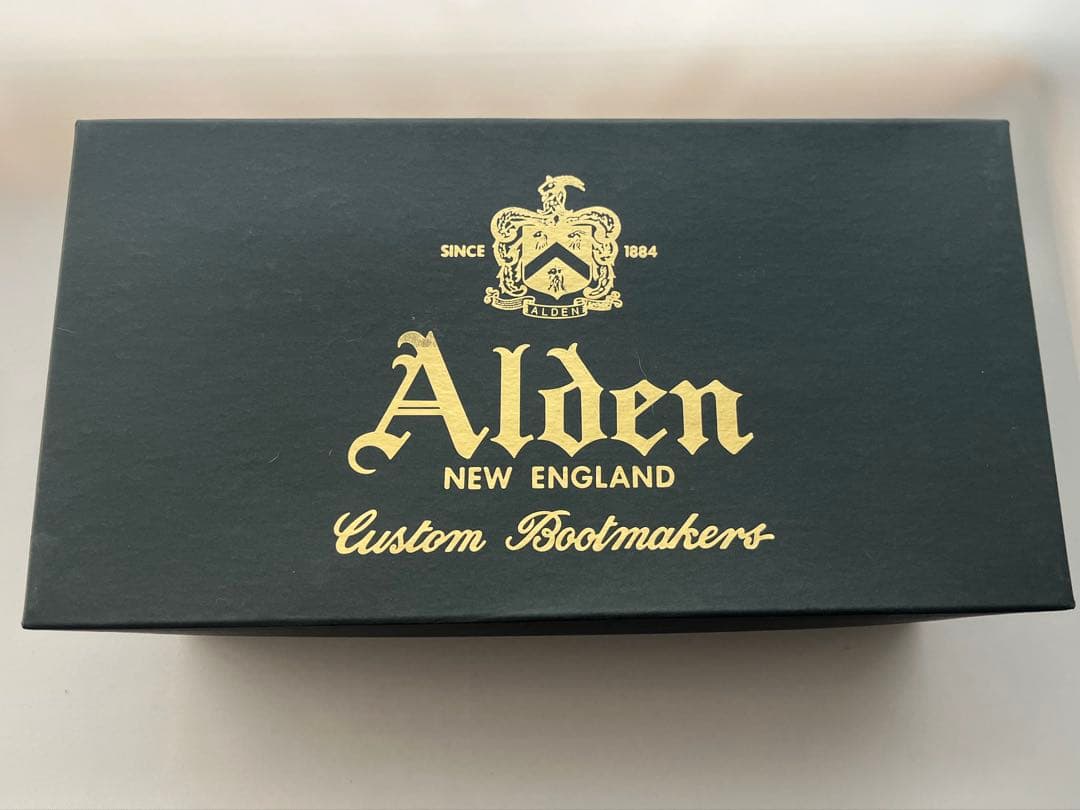 SINCE 1884
ALDEN
Alden
NEW ENGLAND
Custom Bootmakers